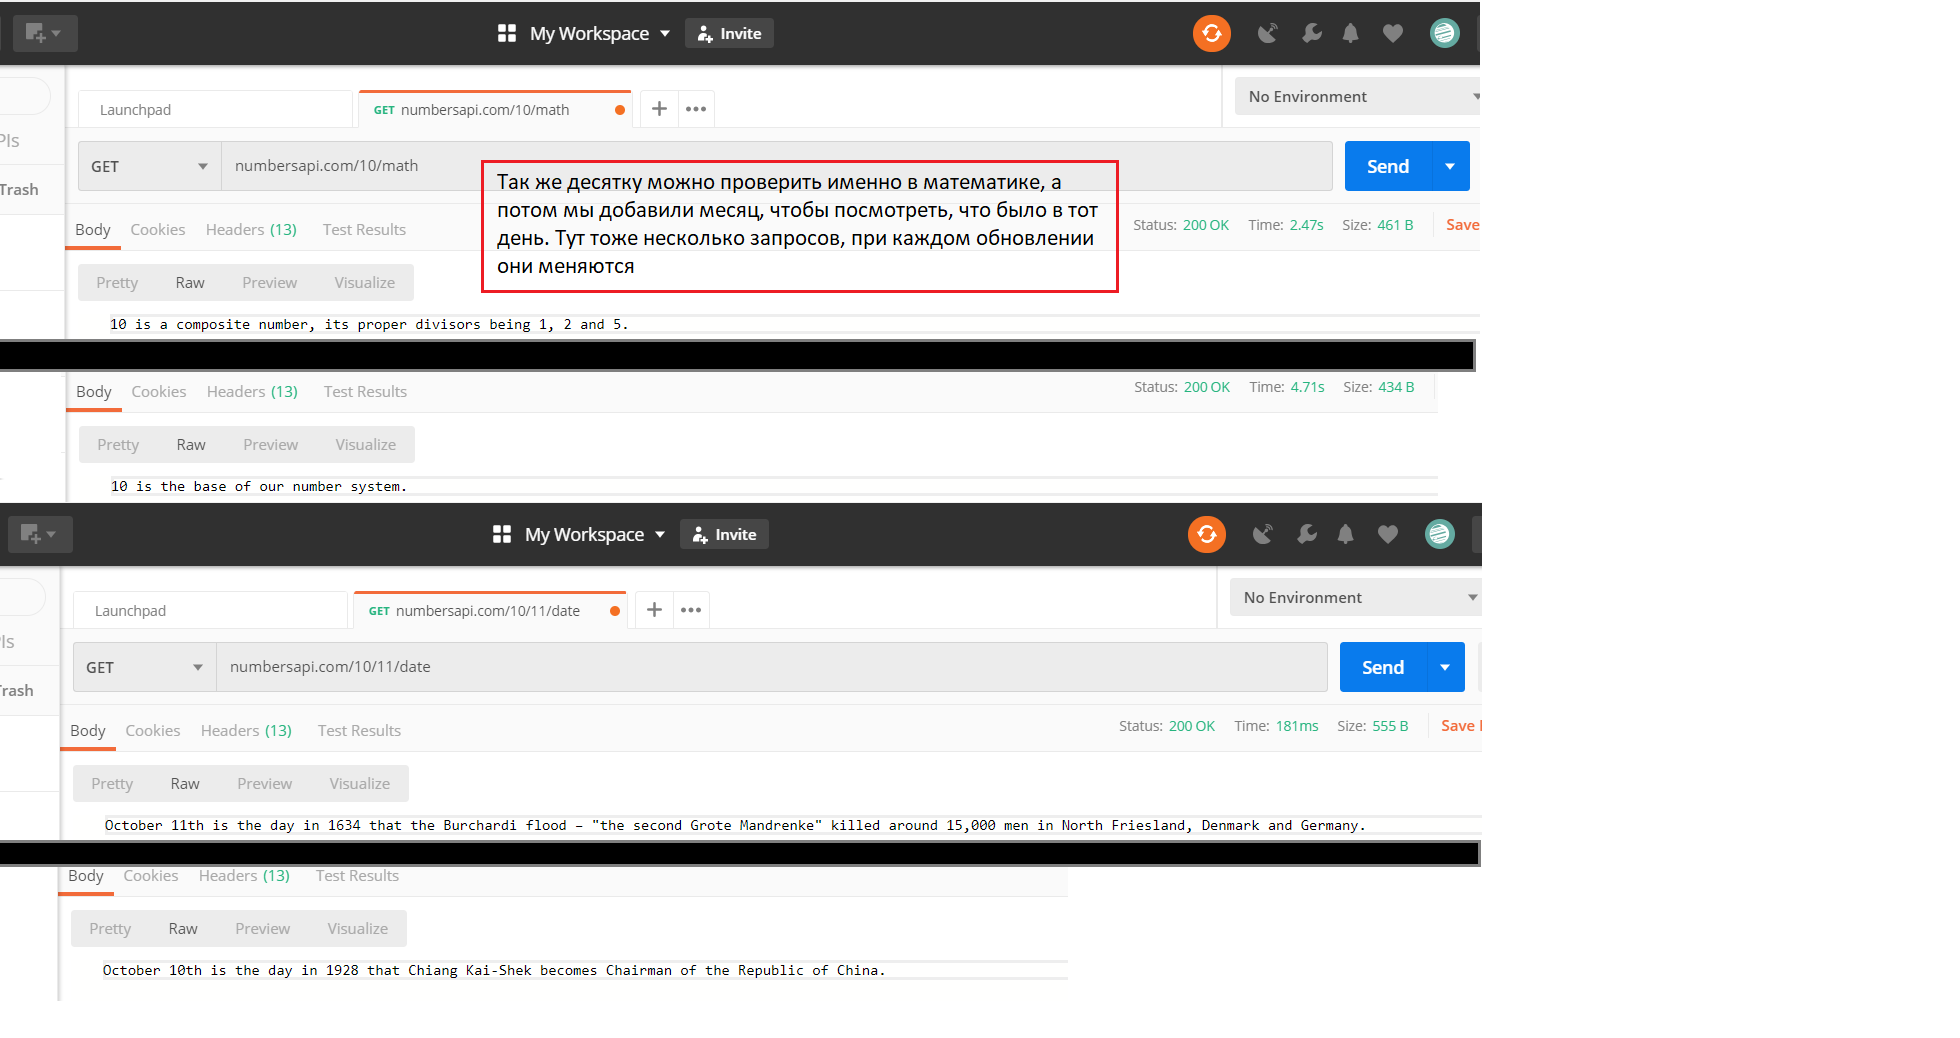 My Workspace Invite
Launchpad GET numbersapi.com/10/math No Environment
PIs
GET numbersapi.com/10/math Send
Trash
Так же десятку можно проверить именно в математике, а
потом мы добавили месяц, чтобы посмотреть, что было в тот
день. Тут тоже несколько запросов, при каждом обновлении
они меняются
Body Cookies Headers (13) Test Results Status: 200 OK Time: 2.47s Size: 461 B Save
Pretty Raw Preview Visualize
10 is a composite number, its proper divisors being 1, 2 and 5.
Body Cookies Headers (13) Test Results Status: 200 OK Time: 4.71s Size: 434 B
Pretty Raw Preview Visualize
10 is the base of our number system.
My Workspace Invite
Launchpad GET numbersapi.com/10/11/date No Environment
Is
GET numbersapi.com/10/11/date Send
Trash
Body Cookies Headers (13) Test Results Status: 200 OK Time: 181ms Size: 555 B Save
Pretty Raw Preview Visualize
October 11th is the day in 1634 that the Burchardi flood – "the second Grote Mandrenke" killed around 15,000 men in North Friesland, Denmark and Germany.
Body Cookies Headers (13) Test Results
Pretty Raw Preview Visualize
October 10th is the day in 1928 that Chiang Kai-Shek becomes Chairman of the Republic of China.